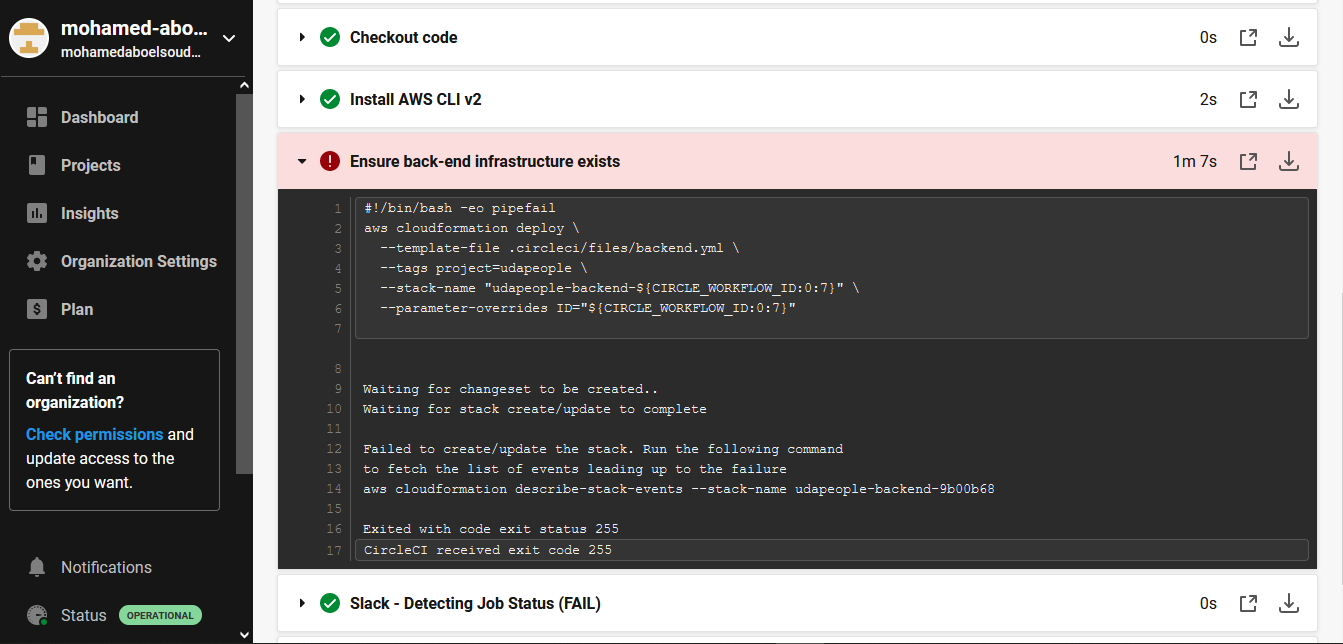 mohamed-abo...
mohamedaboelsoud...
Dashboard
Projects
Insights
Organization Settings
Plan
Can't find an
organization?
Check permissions and
update access to the
ones you want.
Notifications
Status OPERATIONAL
Checkout code 0s
Install AWS CLI v2 2s
Ensure back-end infrastructure exists 1m 7s
1 #!/bin/bash -eo pipefail
2 aws cloudformation deploy \
3 --template-file .circleci/files/backend.yml \
4 --tags project=udapeople \
5 --stack-name "udapeople-backend-${CIRCLE_WORKFLOW_ID:0:7}" \
6 --parameter-overrides ID="${CIRCLE_WORKFLOW_ID:0:7}"
7
8
9 Waiting for changeset to be created..
10 Waiting for stack create/update to complete
11
12 Failed to create/update the stack. Run the following command
13 to fetch the list of events leading up to the failure
14 aws cloudformation describe-stack-events --stack-name udapeople-backend-9b00b68
15
16 Exited with code exit status 255
17 CircleCI received exit code 255
Slack - Detecting Job Status (FAIL) 0s